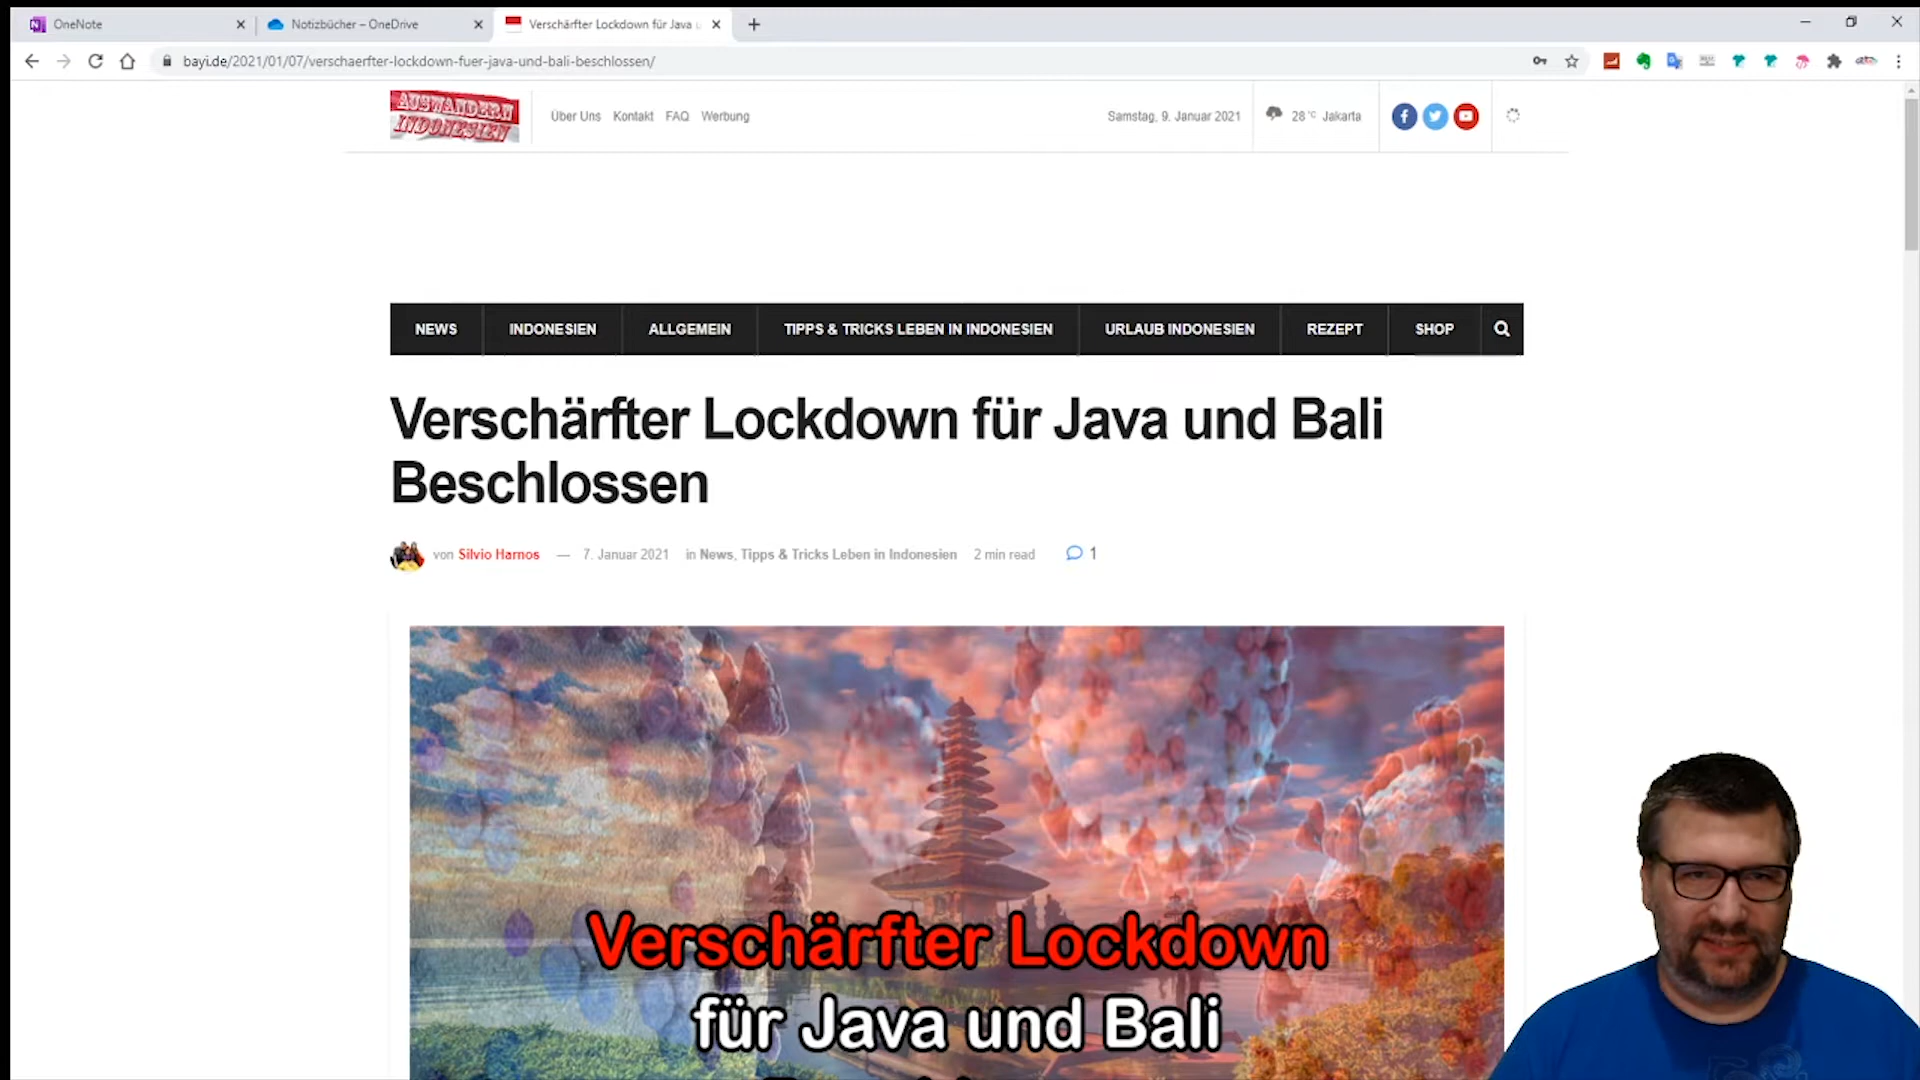 OneNote
Notizbücher – OneDrive
Verschärfter Lockdown für Java u
bayi.de/2021/01/07/verschaerfter-lockdown-fuer-java-und-bali-beschlossen/
AUSWANDERN
INDONESIEN
Über Uns Kontakt FAQ Werbung
Samstag, 9. Januar 2021
28 °C Jakarta
NEWS INDONESIEN ALLGEMEIN TIPPS & TRICKS LEBEN IN INDONESIEN URLAUB INDONESIEN REZEPT SHOP
Verschärfter Lockdown für Java und Bali
Beschlossen
von Silvio Harnos — 7. Januar 2021 in News, Tipps & Tricks Leben in Indonesien 2 min read 1
Verschärfter Lockdown
für Java und Bali